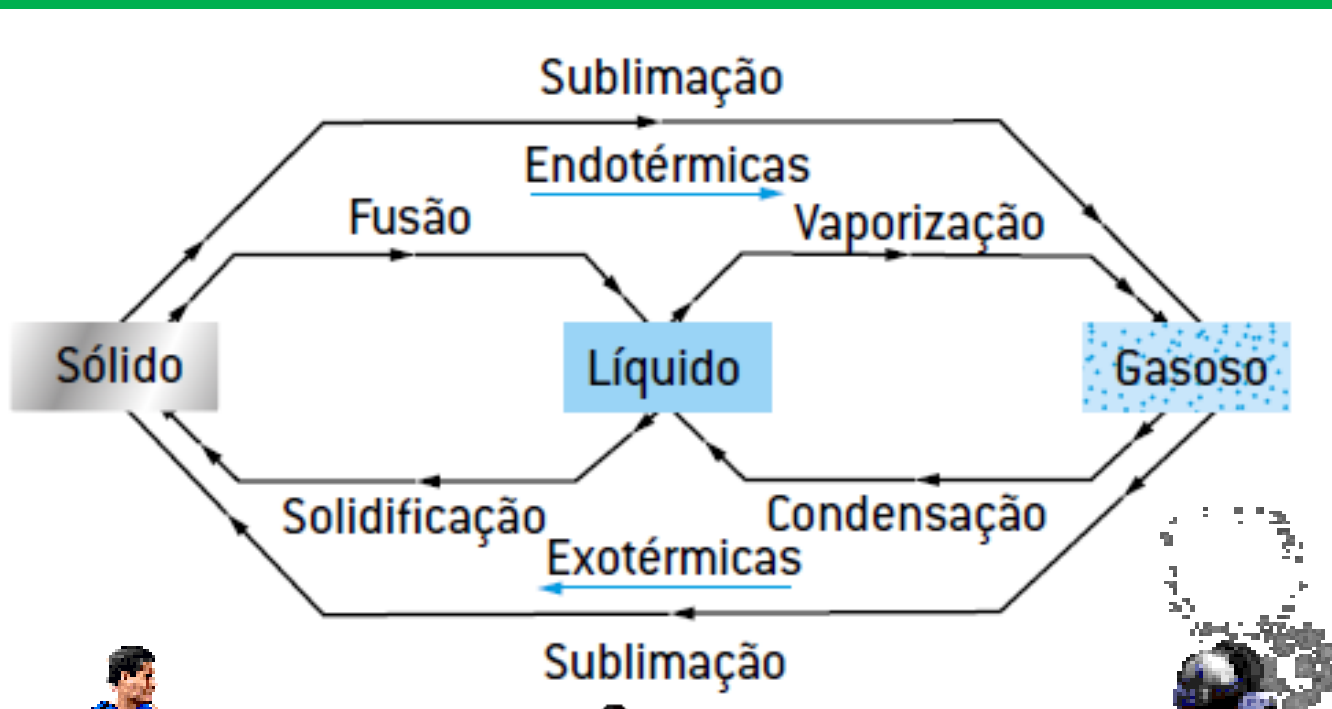 Sublimação
Endotérmicas
Fusão
Vaporização
Sólido
Líquido
Gasoso
Solidificação
Condensação
Exotérmicas
Sublimação